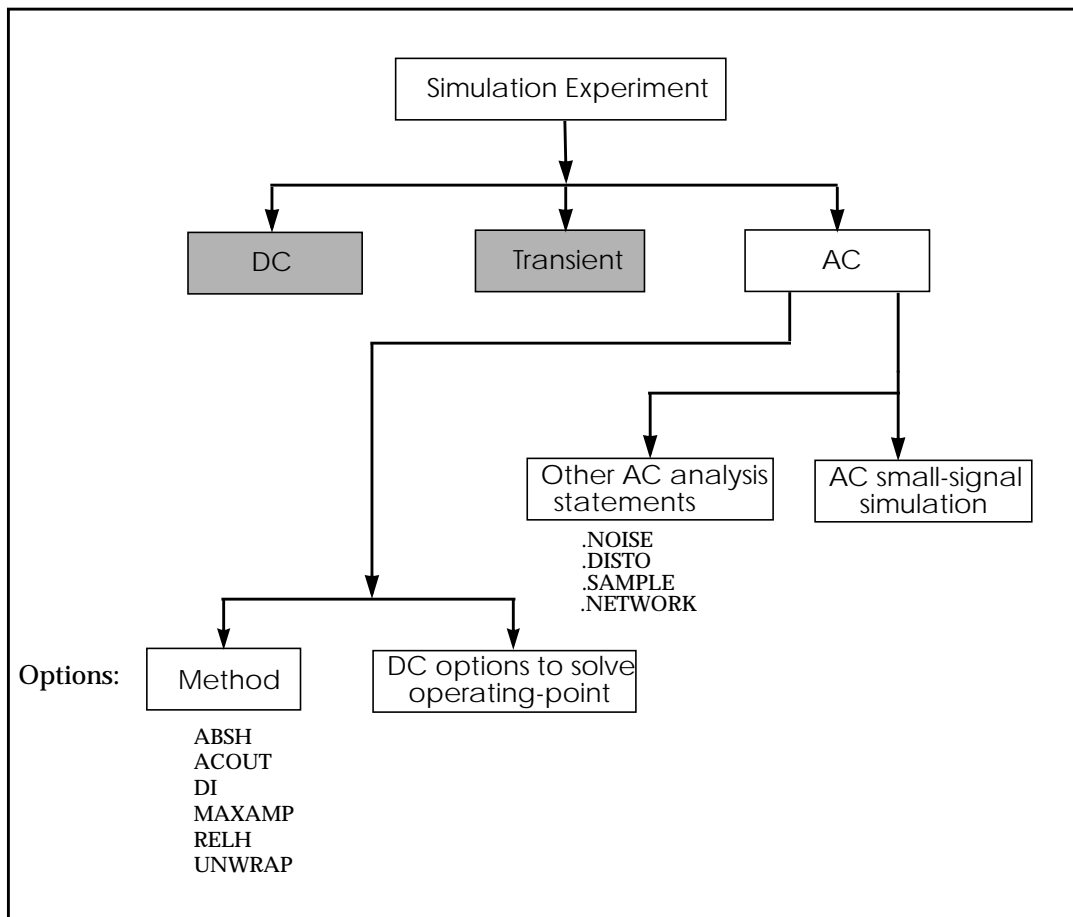 Simulation Experiment
DC
Transient
AC
Other AC analysis
statements
AC small-signal
simulation
.NOISE
.DISTO
.SAMPLE
.NETWORK
Options:
Method
DC options to solve
operating-point
ABSH
ACOUT
DI
MAXAMP
RELH
UNWRAP